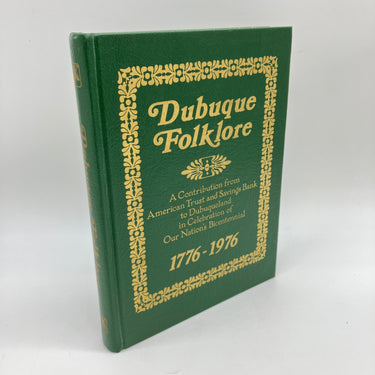 Dubuque
Folklore
A Contribution from
American Trust and Savings Bank
to Dubuqueland
in Celebration of
Our Nation's Bicentennial
1776-1976